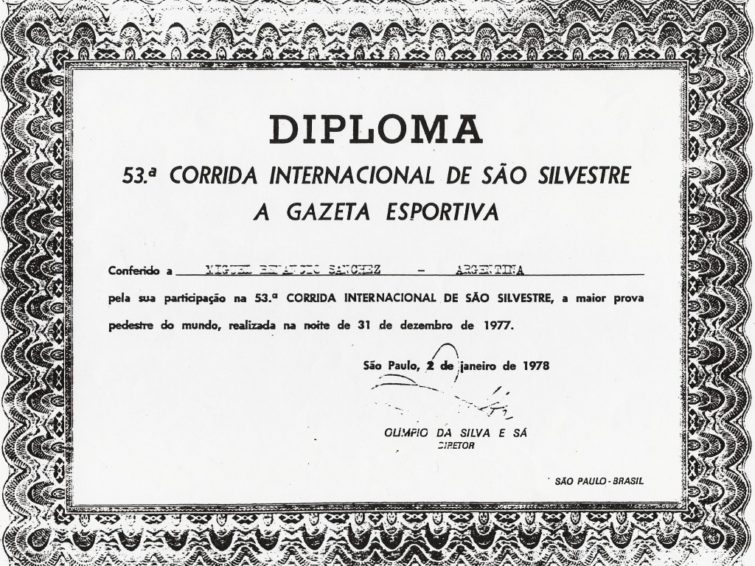 DIPLOMA
53.ª CORRIDA INTERNACIONAL DE SÃO SILVESTRE
A GAZETA ESPORTIVA
Conferido a MIGUEL SANCHEZ - ARGENTINA
pela sua participação na 53.ª CORRIDA INTERNACIONAL DE SÃO SILVESTRE, a maior prova
pedestre do mundo, realizada na noite de 31 de dezembro de 1977.
São Paulo, 2 de janeiro de 1978
OLIMPIO DA SILVA E SÁ
DIRETOR
SÃO PAULO - BRASIL